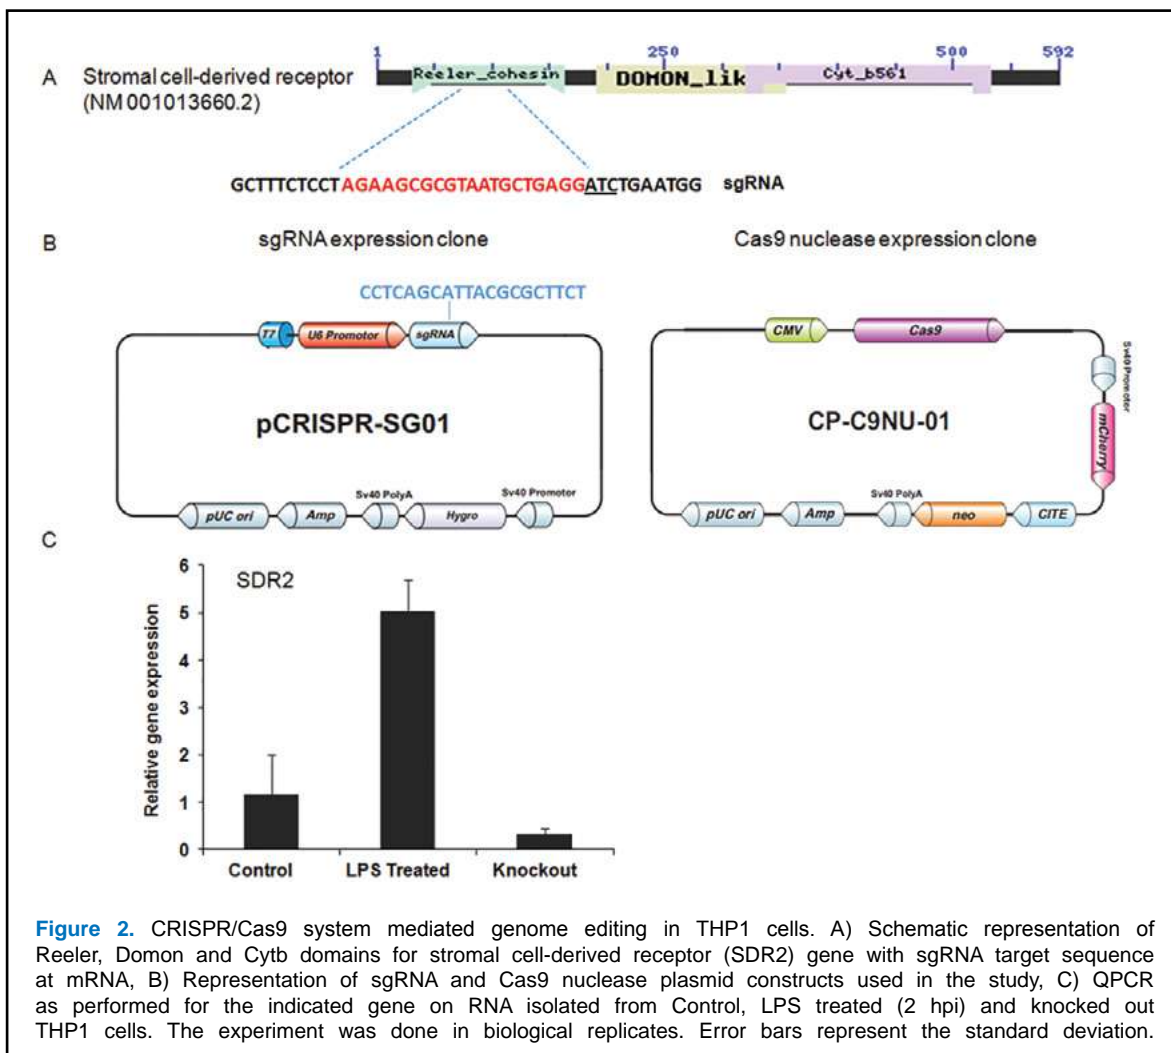 A
Stromal cell-derived receptor
(NM 001013660.2)
1 250 500 592
Reeler_cohesin DOMON_lik Cyt_b561
GCTTTCTCCTAGAAGCGCGTAATGCTGAGGATCTGAATGG sgRNA
B
sgRNA expression clone
Cas9 nuclease expression clone
CCTCAGCATTACGCGCTTCT
T7 U6 Promotor sgRNA
pCRISPR-SG01
pUC ori Amp Sv40 PolyA Hygro Sv40 Promotor
CMV Cas9
Sv40 Promotor
mCherry
CP-C9NU-01
pUC ori Amp Sv40 PolyA neo CITE
C
SDR2
Relative gene expression
6
5
4
3
2
1
0
Control LPS Treated Knockout
Figure 2. CRISPR/Cas9 system mediated genome editing in THP1 cells. A) Schematic representation of
Reeler, Domon and Cytb domains for stromal cell-derived receptor (SDR2) gene with sgRNA target sequence
at mRNA, B) Representation of sgRNA and Cas9 nuclease plasmid constructs used in the study, C) QPCR
as performed for the indicated gene on RNA isolated from Control, LPS treated (2 hpi) and knocked out
THP1 cells. The experiment was done in biological replicates. Error bars represent the standard deviation.